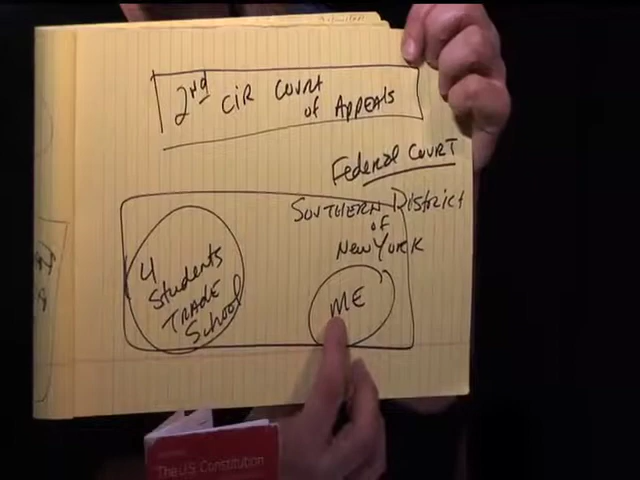 2nd CIR COURT
of Appeals
Federal COURT
SOUTHERN District
of
New YORK
4
Students
TRADE
School
ME
The U.S. Constitution